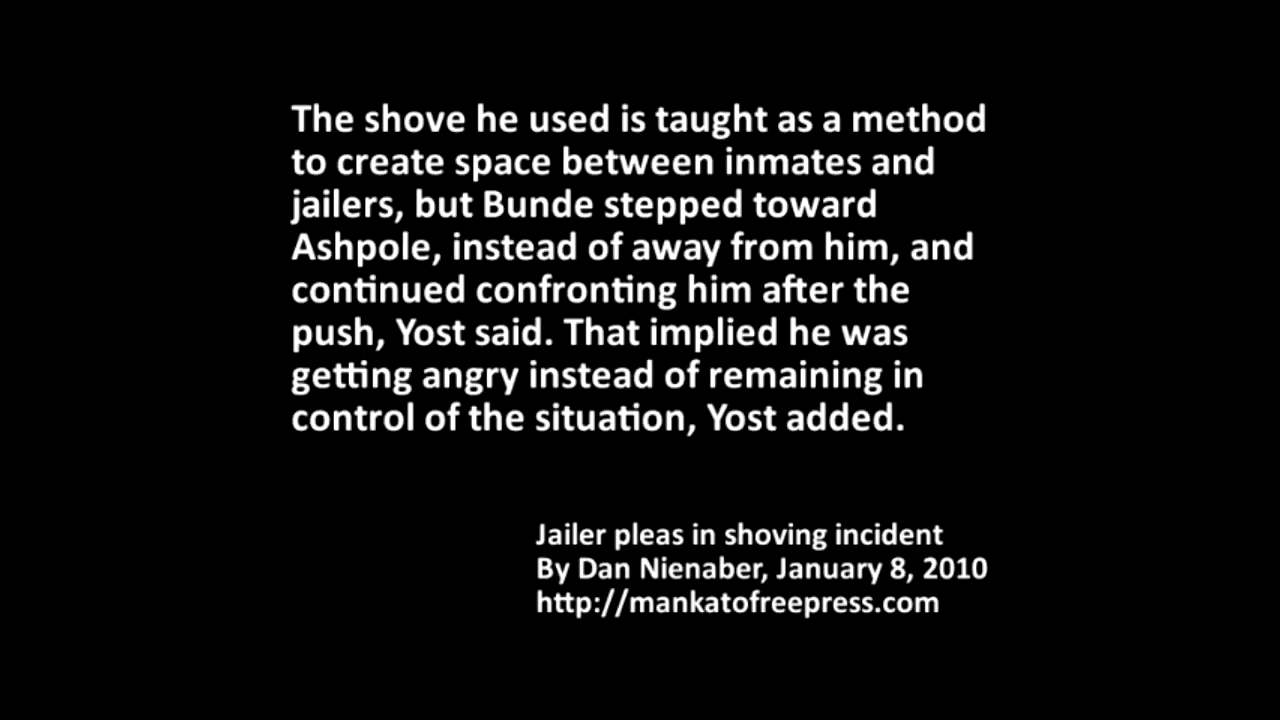 The shove he used is taught as a method
to create space between inmates and
jailers, but Bunde stepped toward
Ashpole, instead of away from him, and
continued confronting him after the
push, Yost said. That implied he was
getting angry instead of remaining in
control of the situation, Yost added.
Jailer pleas in shoving incident
By Dan Nienaber, January 8, 2010
http://mankatofreepress.com